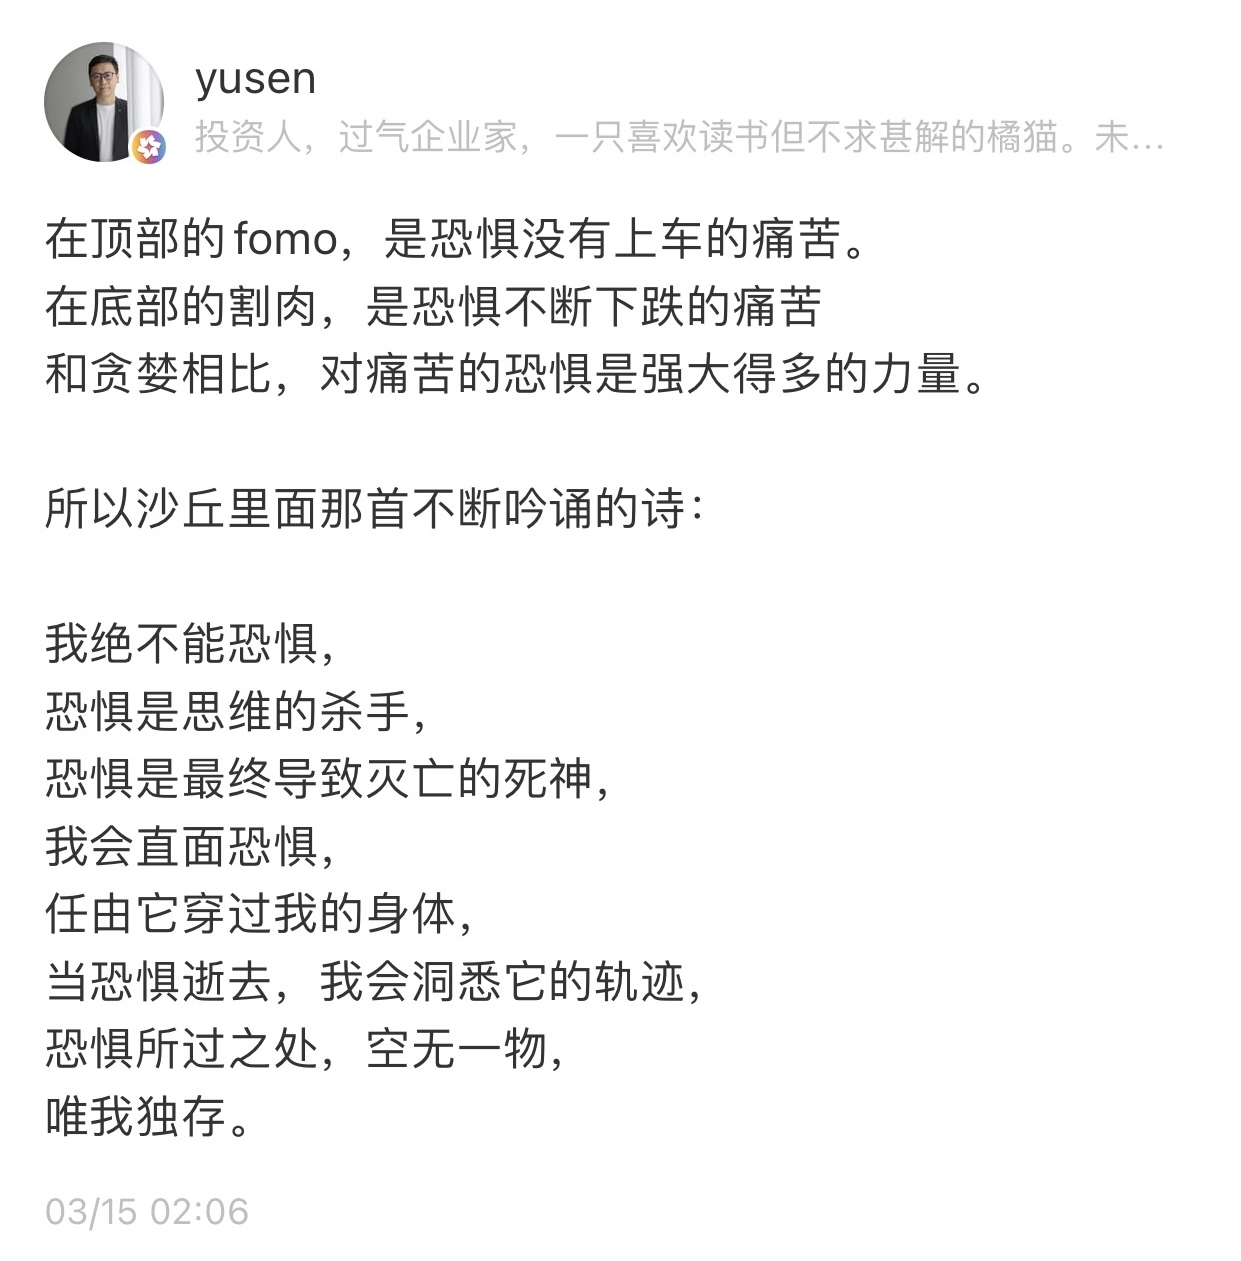 yusen
投资人，过气企业家，一只喜欢读书但不求甚解的橘猫。未...
在顶部的fomo，是恐惧没有上车的痛苦。
在底部的割肉，是恐惧不断下跌的痛苦
和贪婪相比，对痛苦的恐惧是强大得多的力量。
所以沙丘里面那首不断吟诵的诗：
我绝不能恐惧，
恐惧是思维的杀手，
恐惧是最终导致灭亡的死神，
我会直面恐惧，
任由它穿过我的身体，
当恐惧逝去，我会洞悉它的轨迹，
恐惧所过之处，空无一物，
唯我独存。
03/15 02:06